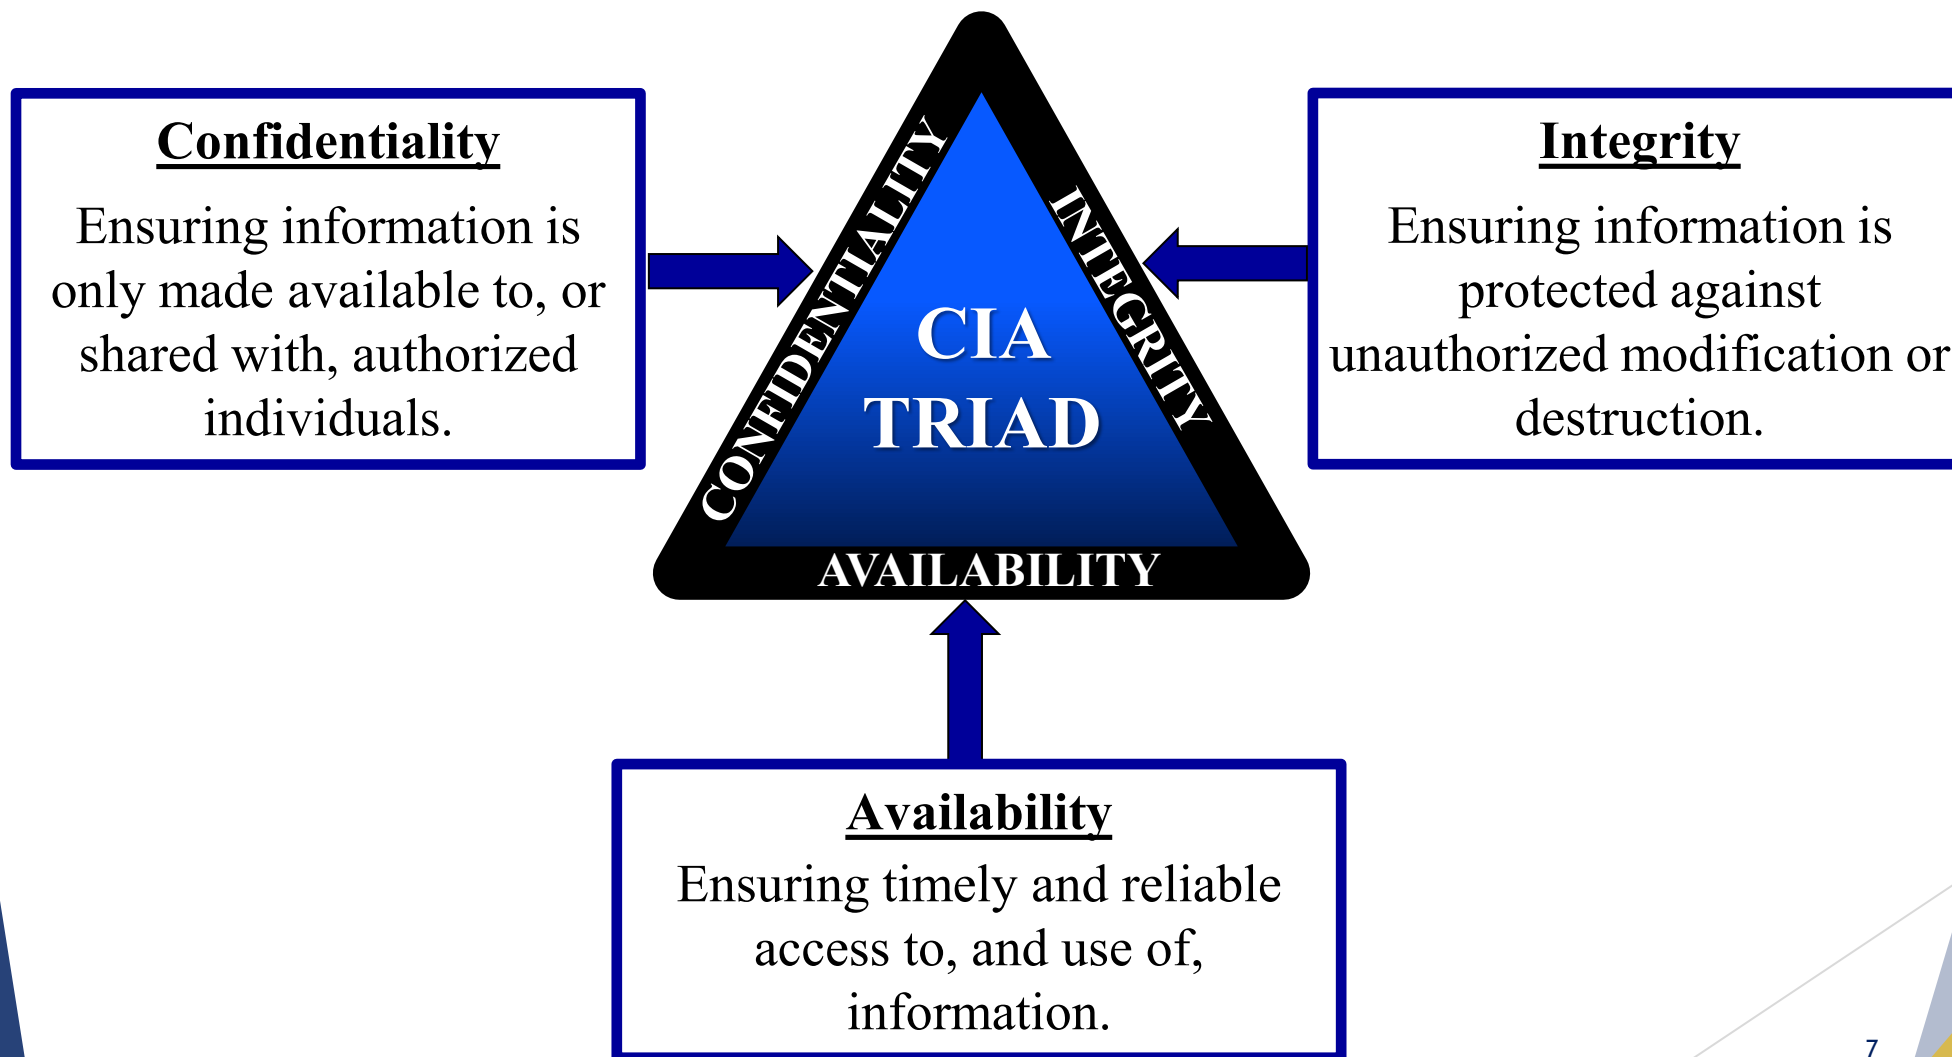 Confidentiality
Ensuring information is
only made available to, or
shared with, authorized
individuals.
CONFIDENTIALITY
INTEGRITY
CIA
TRIAD
AVAILABILITY
Integrity
Ensuring information is
protected against
unauthorized modification or
destruction.
Availability
Ensuring timely and reliable
access to, and use of,
information.
7